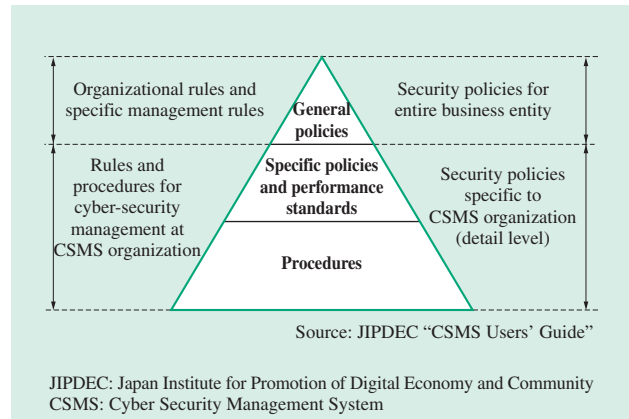 Organizational rules and
specific management rules
General
policies
Security policies for
entire business entity
Rules and
procedures for
cyber-security
management at
CSMS organization
Specific policies
and performance
standards
Security policies
specific to
CSMS organization
(detail level)
Procedures
Source: JIPDEC “CSMS Users’ Guide”
JIPDEC: Japan Institute for Promotion of Digital Economy and Community
CSMS: Cyber Security Management System